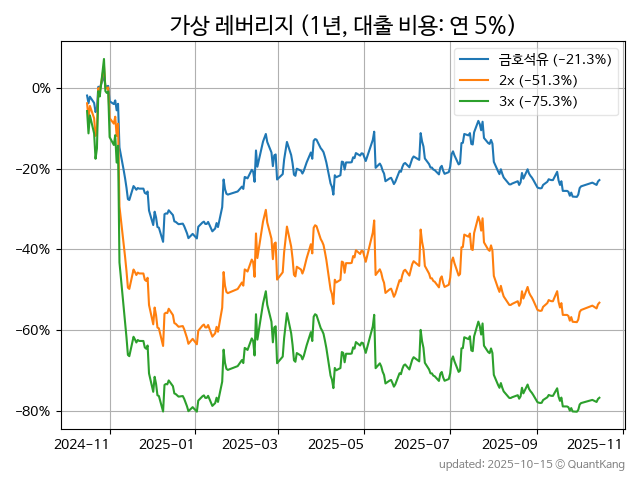 가상 레버리지 (1년, 대출 비용: 연 5%)
금호석유 (−21.3%)
2x (−51.3%)
3x (−75.3%)
0%
−20%
−40%
−60%
−80%
2024−11 2025−01 2025−03 2025−05 2025−07 2025−09 2025−11
updated: 2025-10-15 © QuantKang